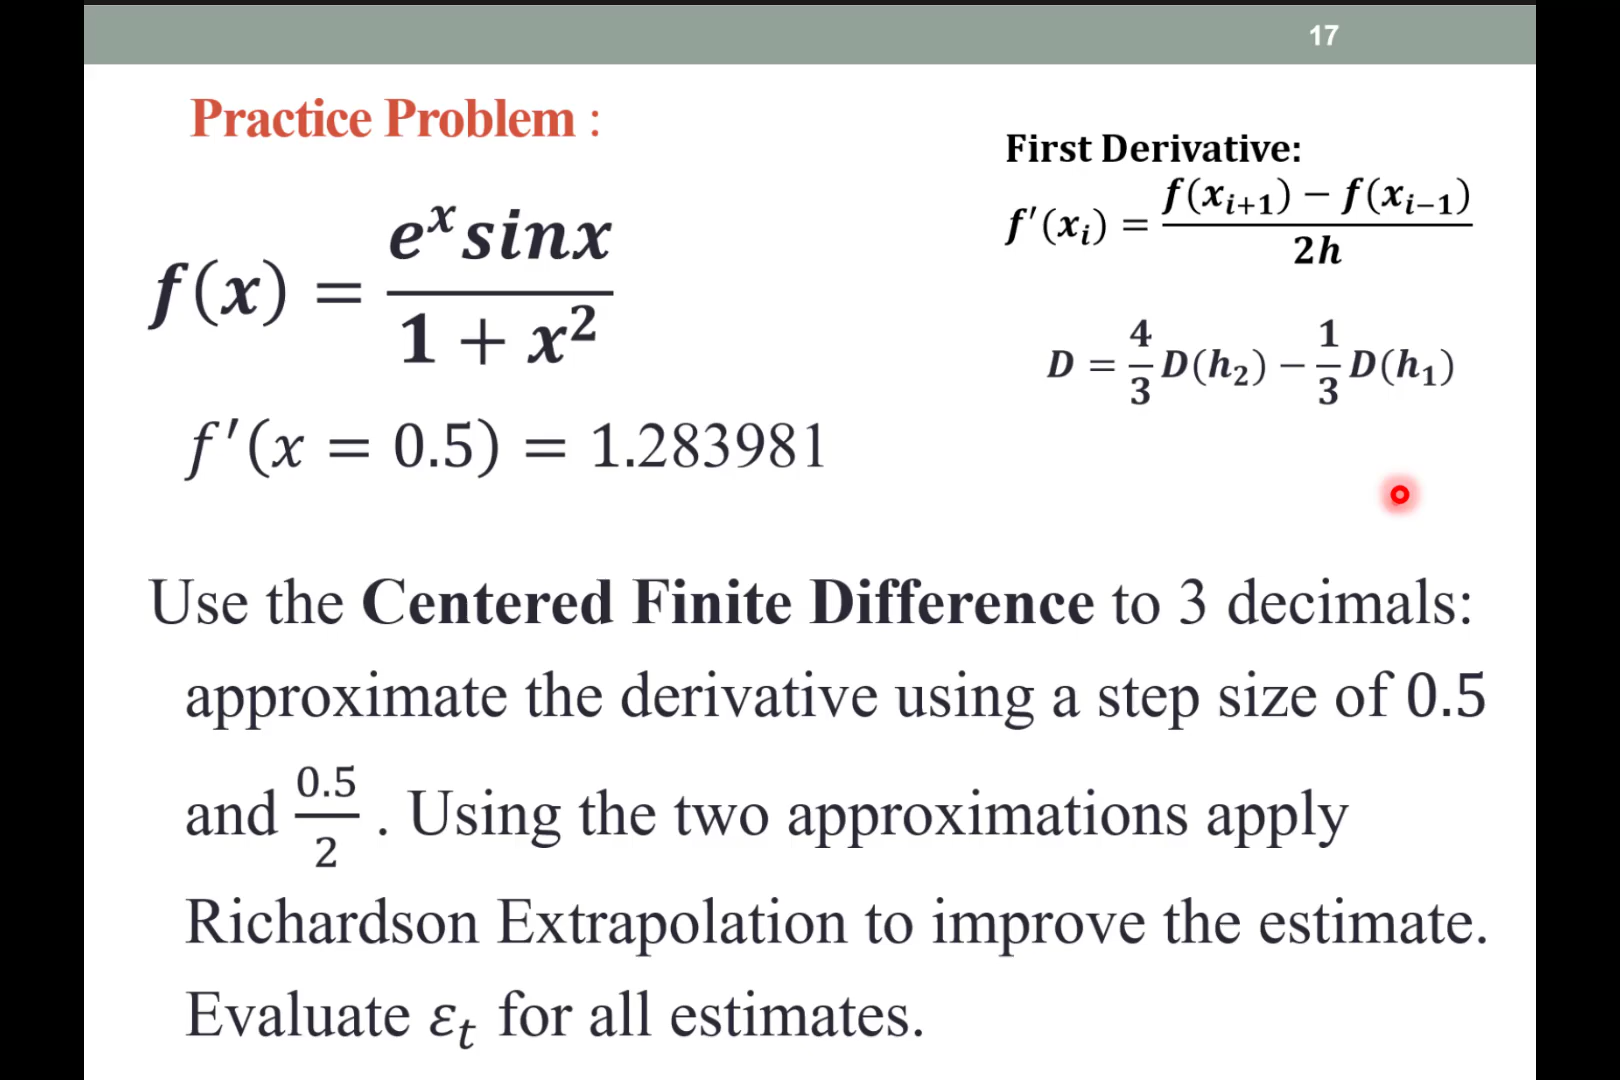 17
Practice Problem :
First Derivative:
f′(xᵢ) = (f(xᵢ₊₁) − f(xᵢ₋₁)) / 2h
f(x) = eˣsinx / (1 + x²)
D = 4/3 D(h₂) − 1/3 D(h₁)
f′(x = 0.5) = 1.283981
Use the Centered Finite Difference to 3 decimals:
approximate the derivative using a step size of 0.5
and 0.5/2 . Using the two approximations apply
Richardson Extrapolation to improve the estimate.
Evaluate εₜ for all estimates.